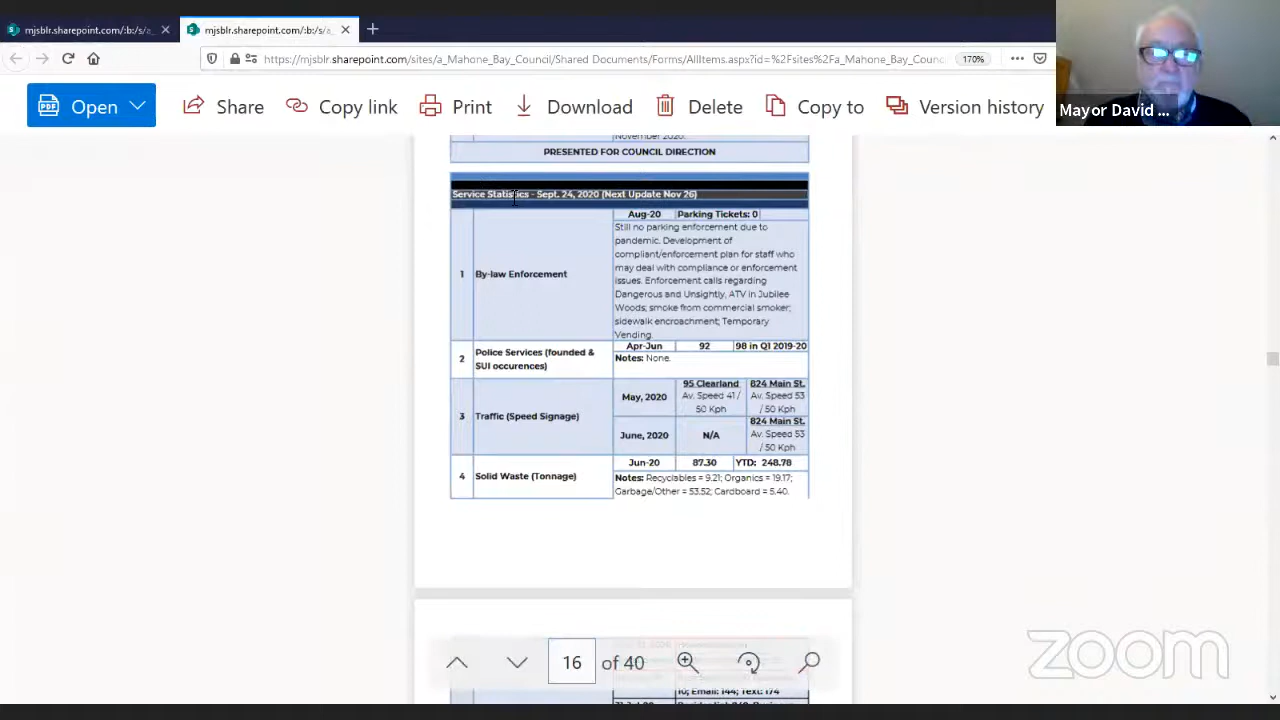 mjsblr.sharepoint.com/:b:/s/a_
mjsblr.sharepoint.com/:b:/s/a_
https://mjsblr.sharepoint.com/sites/a_Mahone_Bay_Council/Shared Documents/Forms/AllItems.aspx?id=%2Fsites%2Fa_Mahone_Bay_Counc
170%
Open
Share
Copy link
Print
Download
Delete
Copy to
Version history
Mayor David ...
November 2020.
PRESENTED FOR COUNCIL DIRECTION
Service Statistics - Sept. 24, 2020 (Next Update Nov 26)
1 By-law Enforcement
Aug-20 Parking Tickets: 0
Still no parking enforcement due to
pandemic. Development of
compliant/enforcement plan for staff who
may deal with compliance or enforcement
issues. Enforcement calls regarding
Dangerous and Unsightly, ATV in Jubilee
Woods; smoke from commercial smoker;
sidewalk encroachment; Temporary
Vending.
2 Police Services (founded &
SUI occurences)
Apr-Jun 92 98 in Q1 2019-20
Notes: None.
3 Traffic (Speed Signage)
May, 2020
95 Clearland
Av. Speed 41 /
50 Kph
824 Main St.
Av. Speed 53
/ 50 Kph
June, 2020
N/A
824 Main St.
Av. Speed 53
/ 50 Kph
4 Solid Waste (Tonnage)
Jun-20 87.30 YTD: 248.78
Notes: Recyclables = 9.21; Organics = 19.17;
Garbage/Other = 53.52; Cardboard = 5.40.
16 of 40
10; Email: 144; Text: 174
zoom